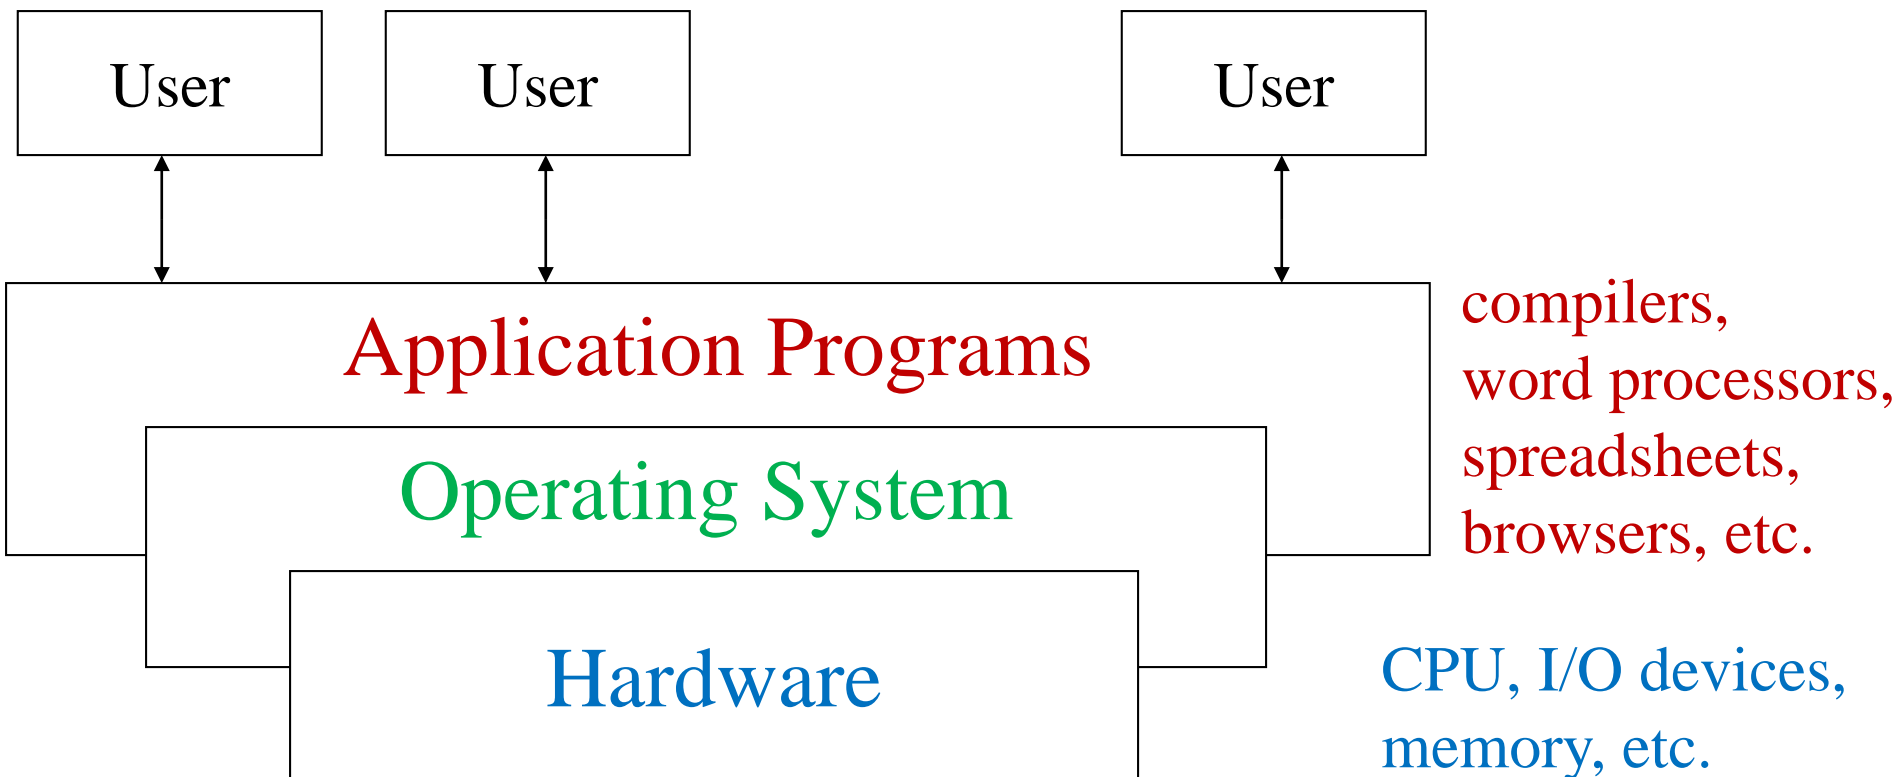 User
User
User
Application Programs
compilers,
word processors,
spreadsheets,
browsers, etc.
Operating System
Hardware
CPU, I/O devices,
memory, etc.